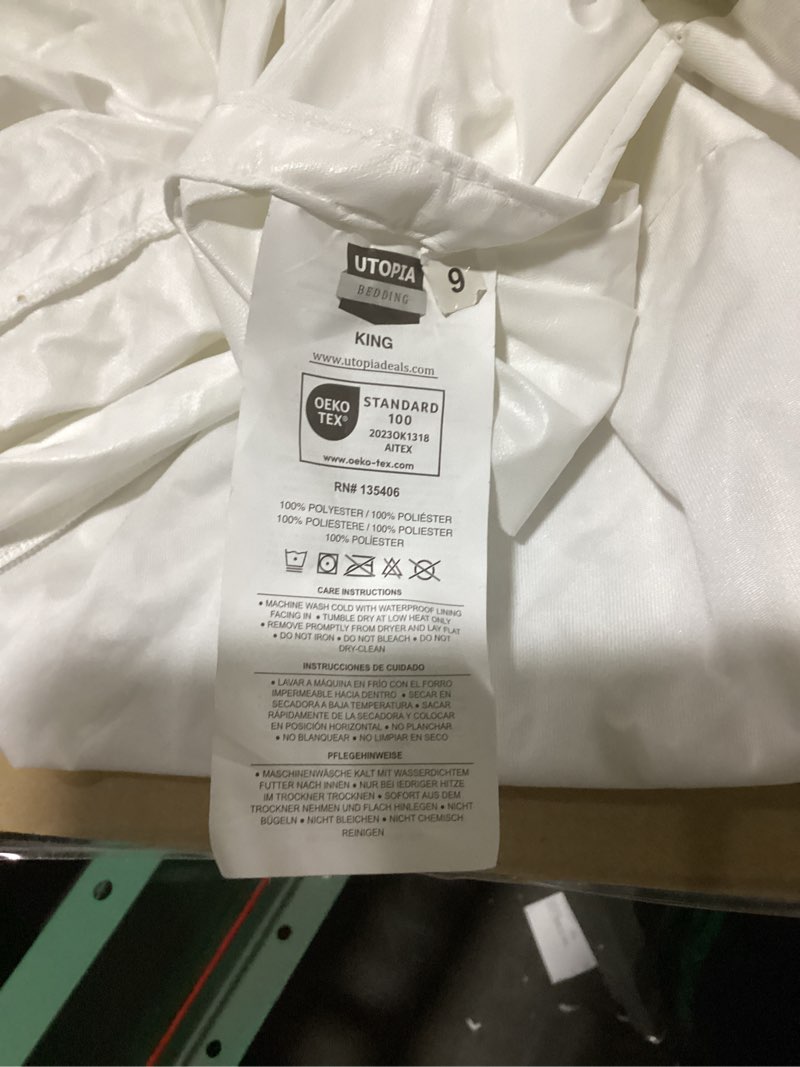 UTOPIA
BEDDING
9
KING
www.utopiadeals.com
OEKO
TEX®
STANDARD
100
2023OK1318
AITEX
www.oeko-tex.com
RN# 135406
100% POLYESTER / 100% POLIÉSTER
100% POLIESTERE / 100% POLIESTER
100% POLİESTER
CARE INSTRUCTIONS
• MACHINE WASH COLD WITH WATERPROOF LINING
FACING IN • TUMBLE DRY AT LOW HEAT ONLY
• REMOVE PROMPTLY FROM DRYER AND LAY FLAT
• DO NOT IRON • DO NOT BLEACH • DO NOT
DRY-CLEAN
INSTRUCCIONES DE CUIDADO
• LAVAR A MÁQUINA EN FRÍO CON EL FORRO
IMPERMEABLE HACIA DENTRO • SECAR EN
SECADORA A BAJA TEMPERATURA • SACAR
RÁPIDAMENTE DE LA SECADORA Y COLOCAR
EN POSICIÓN HORIZONTAL • NO PLANCHAR
• NO BLANQUEAR • NO LIMPIAR EN SECO
PFLEGEHINWEISE
• MASCHINENWÄSCHE KALT MIT WASSERDICHTEM
FUTTER NACH INNEN • NUR BEI IEDRIGER HITZE
IM TROCKNER TROCKNEN • SOFORT AUS DEM
TROCKNER NEHMEN UND FLACH HINLEGEN • NICHT
BÜGELN • NICHT BLEICHEN • NICHT CHEMISCH
REINIGEN